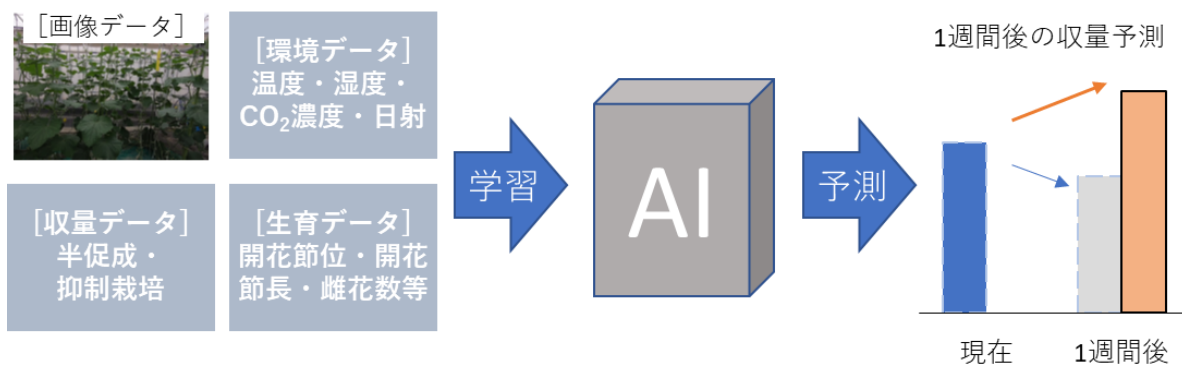 [画像データ]
[環境データ]
温度・湿度・
CO₂濃度・日射
[収量データ]
半促成・
抑制栽培
[生育データ]
開花節位・開花
節長・雌花数等
学習
AI
予測
1週間後の収量予測
現在
1週間後